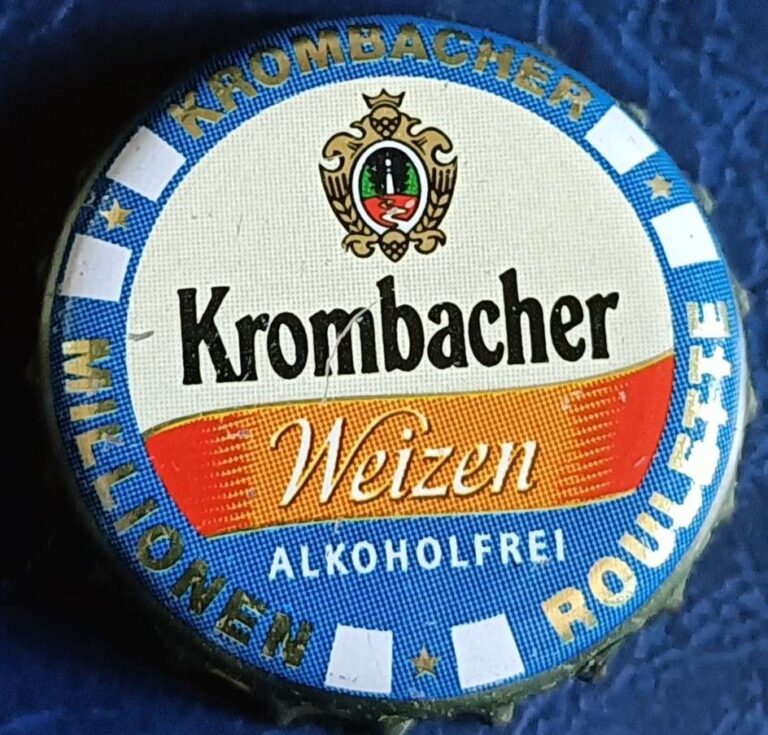 KROMBACHER
Krombacher
Weizen
ALKOHOLFREI
MILLIONEN
ROULETTE